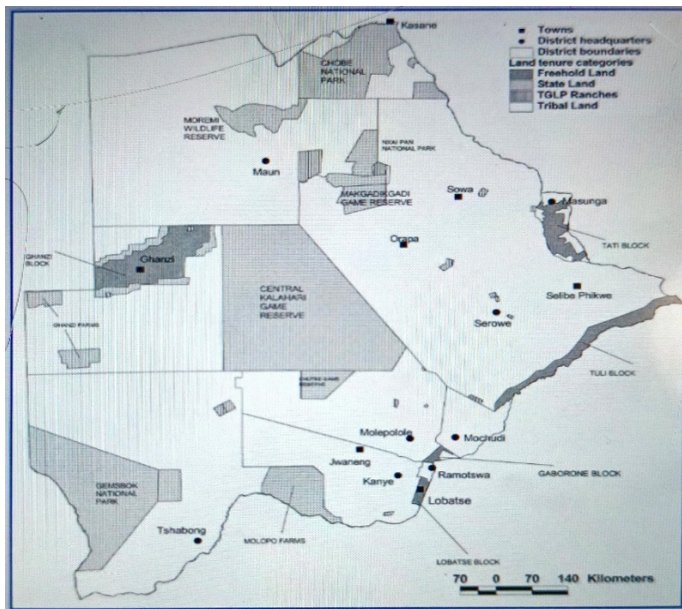 Kasane
Towns
District headquarters
District boundaries
Land tenure categories
Freehold Land
State Land
TGLP Ranches
Tribal Land
CHOBE
NATIONAL
PARK
MOREMI
WILDLIFE
RESERVE
NXAI PAN
NATIONAL PARK
Maun
MAKGADIKGADI
GAME RESERVE
Sowa
Masunga
TATI BLOCK
Orapa
GHANZI
BLOCK
Ghanzi
CENTRAL
KALAHARI
GAME
RESERVE
Selibe Phikwe
Serowe
GHANZI FARMS
TULI BLOCK
KHUTSE GAME
RESERVE
Molepolole
Mochudi
Jwaneng
GABORONE BLOCK
Ramotswa
Kanye
Lobatse
GEMSBOK
NATIONAL
PARK
Tshabong
MOLOPO FARMS
LOBATSE BLOCK
70 0 70 140 Kilometers